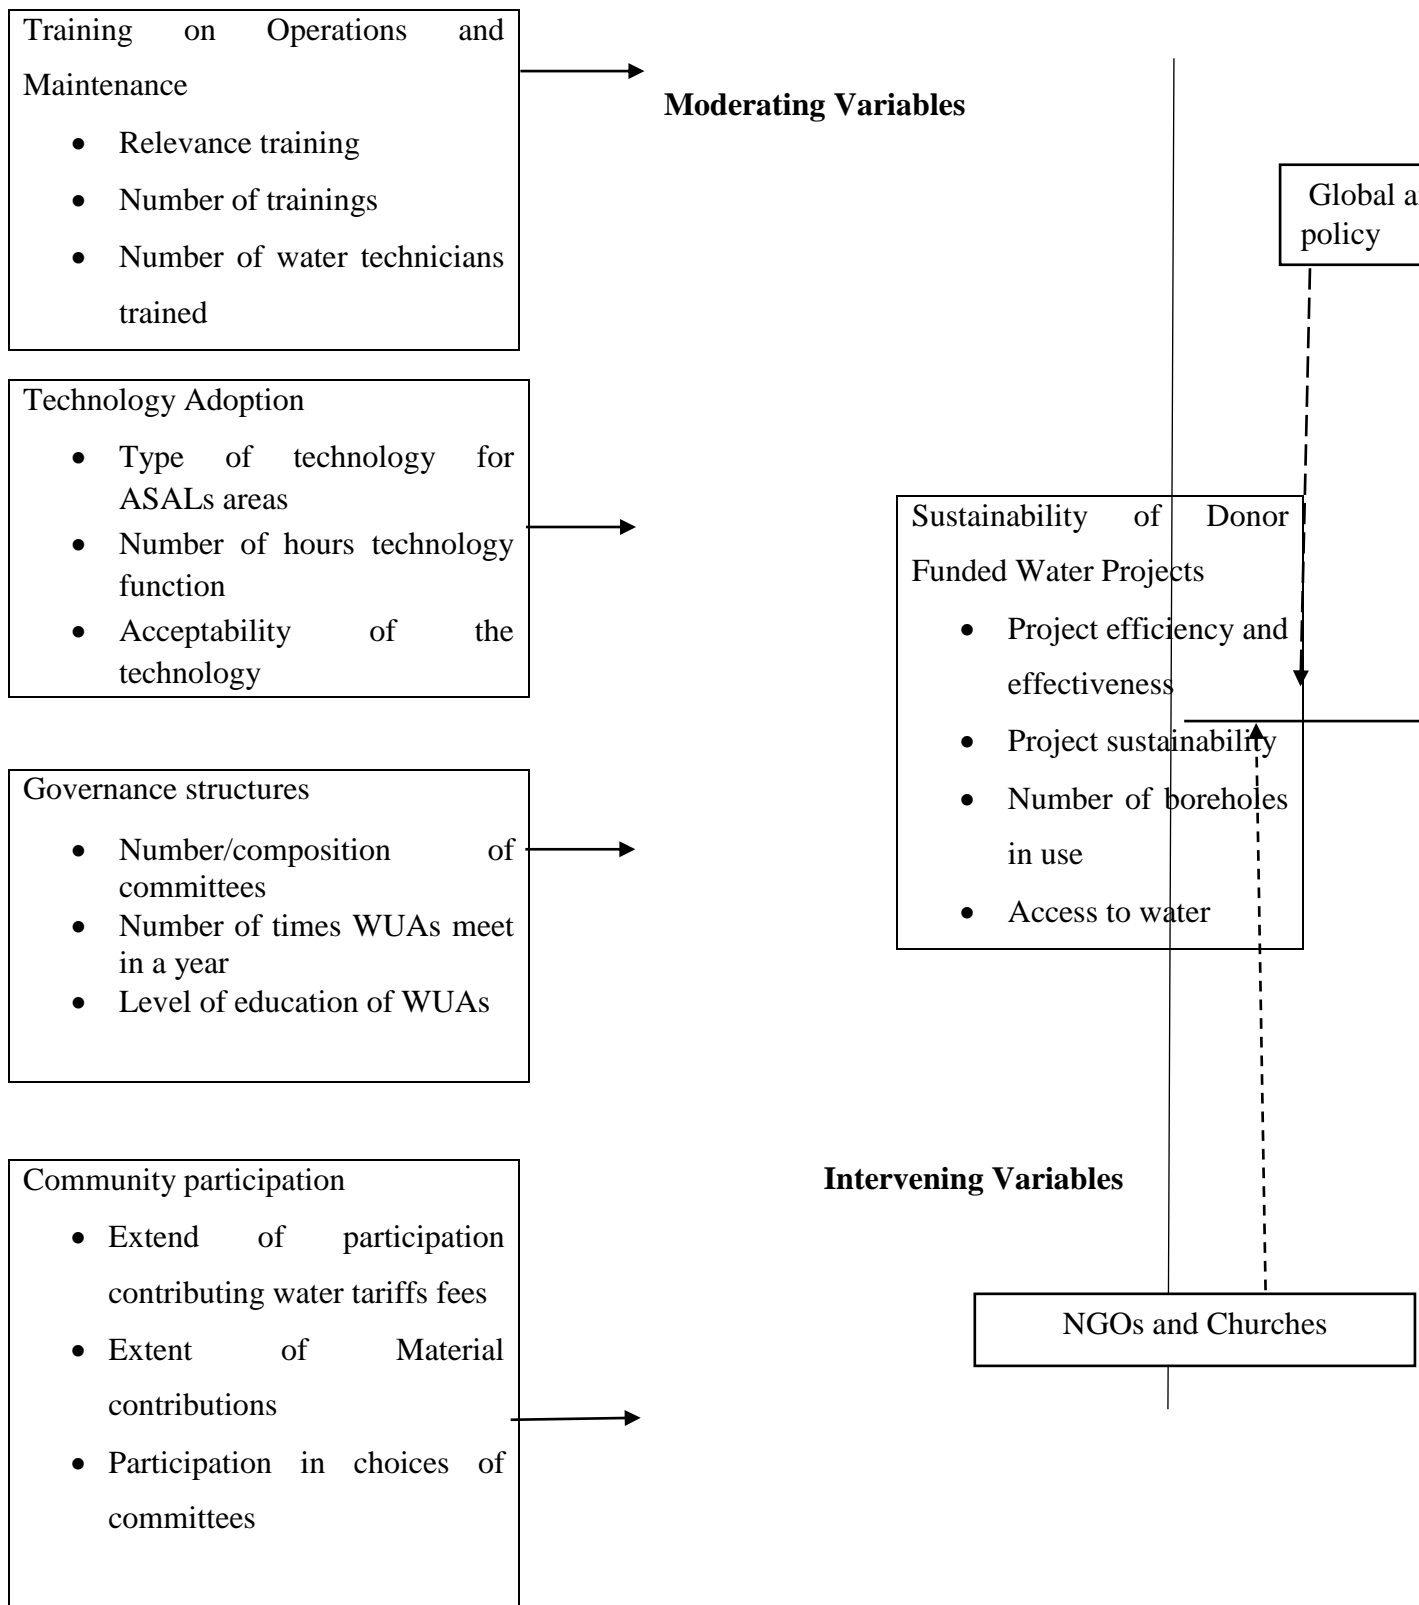 Training on Operations and
Maintenance
• Relevance training
• Number of trainings
• Number of water technicians
trained
Technology Adoption
• Type of technology for
ASALs areas
• Number of hours technology
function
• Acceptability of the
technology
Governance structures
• Number/composition of
committees
• Number of times WUAs meet
in a year
• Level of education of WUAs
Community participation
• Extend of participation
contributing water tariffs fees
• Extent of Material
contributions
• Participation in choices of
committees
Moderating Variables
Global
policy
Sustainability of Donor
Funded Water Projects
• Project efficiency and
effectiveness
• Project sustainability
• Number of boreholes
in use
• Access to water
Intervening Variables
NGOs and Churches